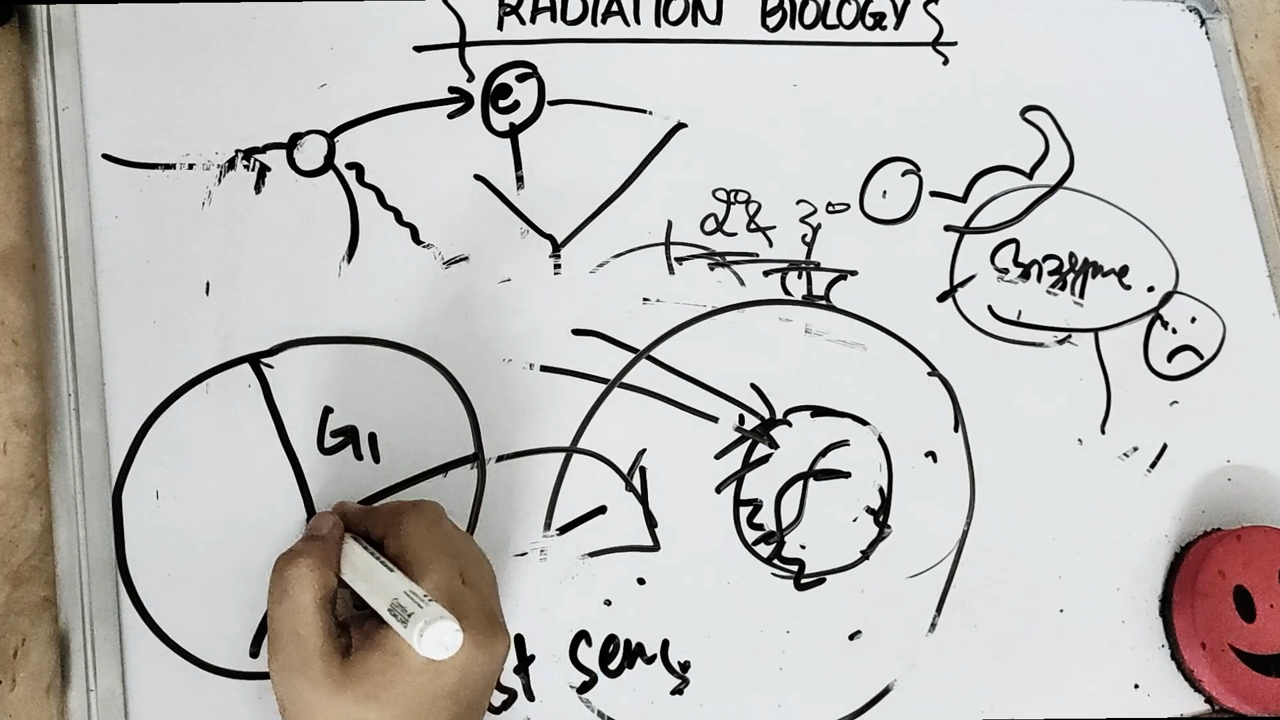 RADIATION BIOLOGY
e-
2° & 3°
Enzyme.
G1
st sens